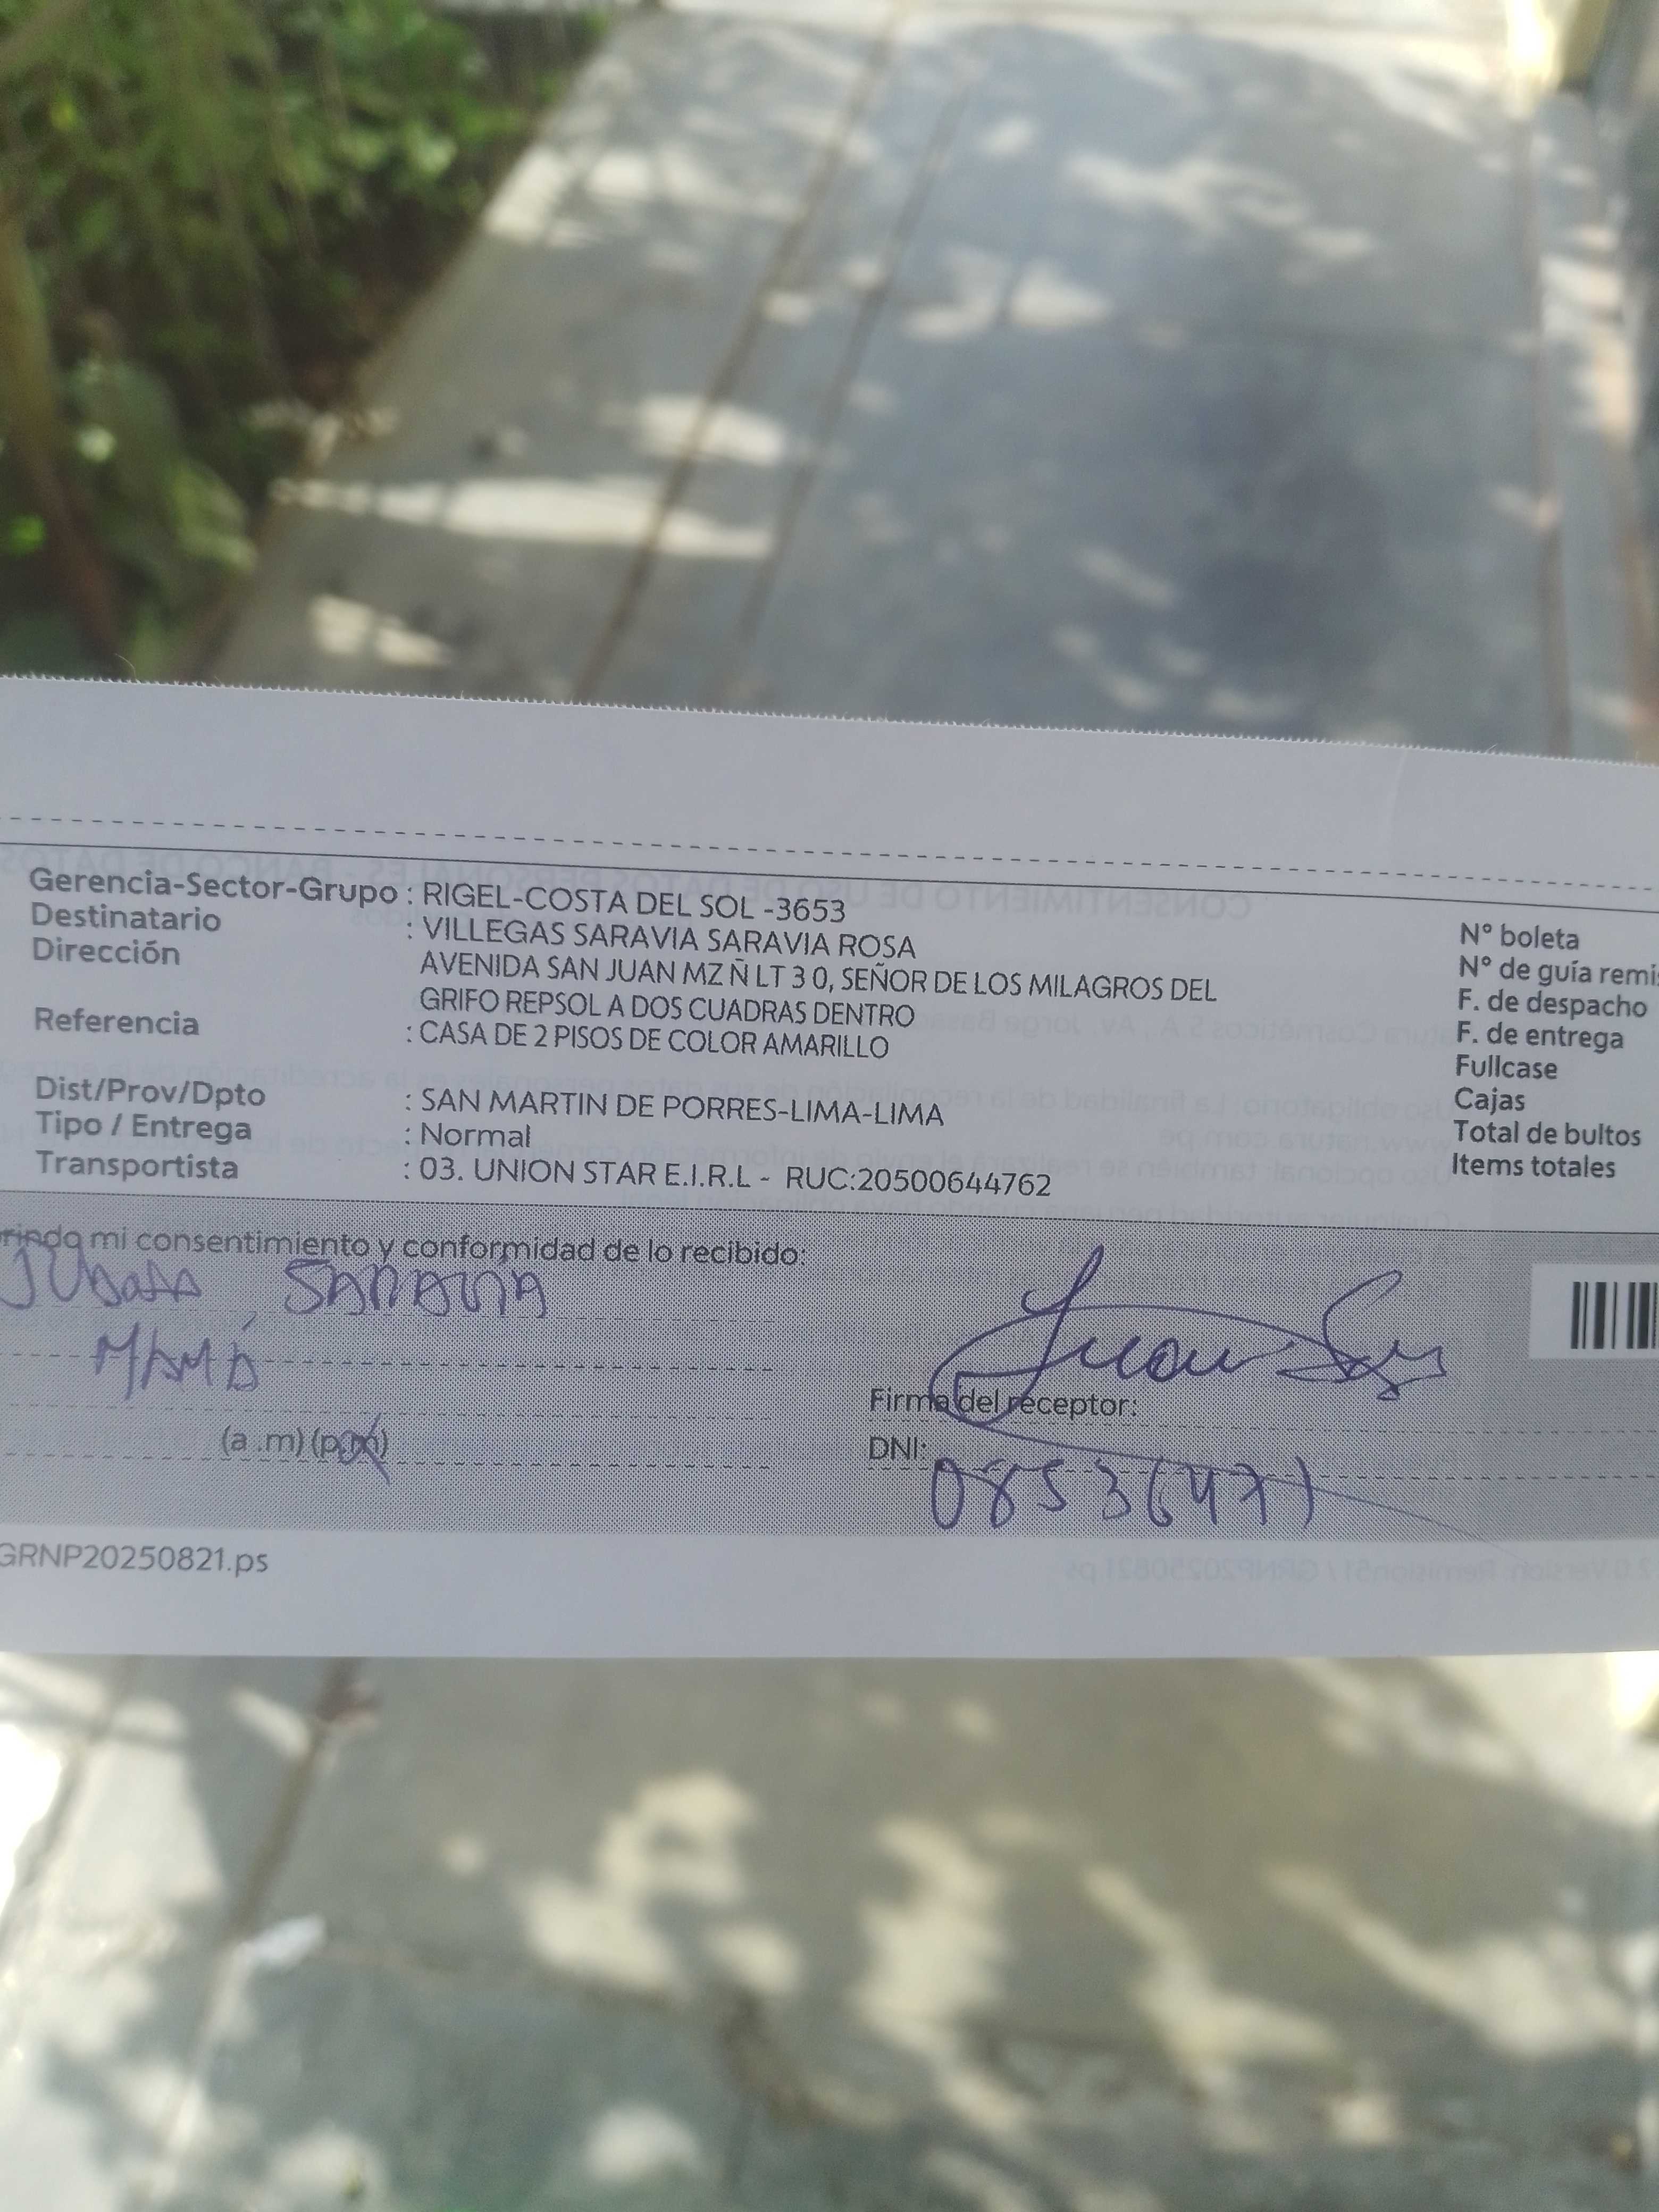 Gerencia-Sector-Grupo : RIGEL-COSTA DEL SOL -3653
Destinatario : VILLEGAS SARAVIA SARAVIA ROSA
Dirección AVENIDA SAN JUAN MZ Ñ LT 3 0, SEÑOR DE LOS MILAGROS DEL
GRIFO REPSOL A DOS CUADRAS DENTRO
Referencia : CASA DE 2 PISOS DE COLOR AMARILLO
Dist/Prov/Dpto : SAN MARTIN DE PORRES-LIMA-LIMA
Tipo / Entrega : Normal
Transportista : 03. UNION STAR E.I.R.L - RUC:20500644762
N° boleta
N° de guía remis
F. de despacho
F. de entrega
Fullcase
Cajas
Total de bultos
Items totales
rindo mi consentimiento y conformidad de lo recibido:
SARAVIA
MAMÁ
(a .m) (p.m)
Firma del receptor:
DNI:
08536471
GRNP20250821.ps